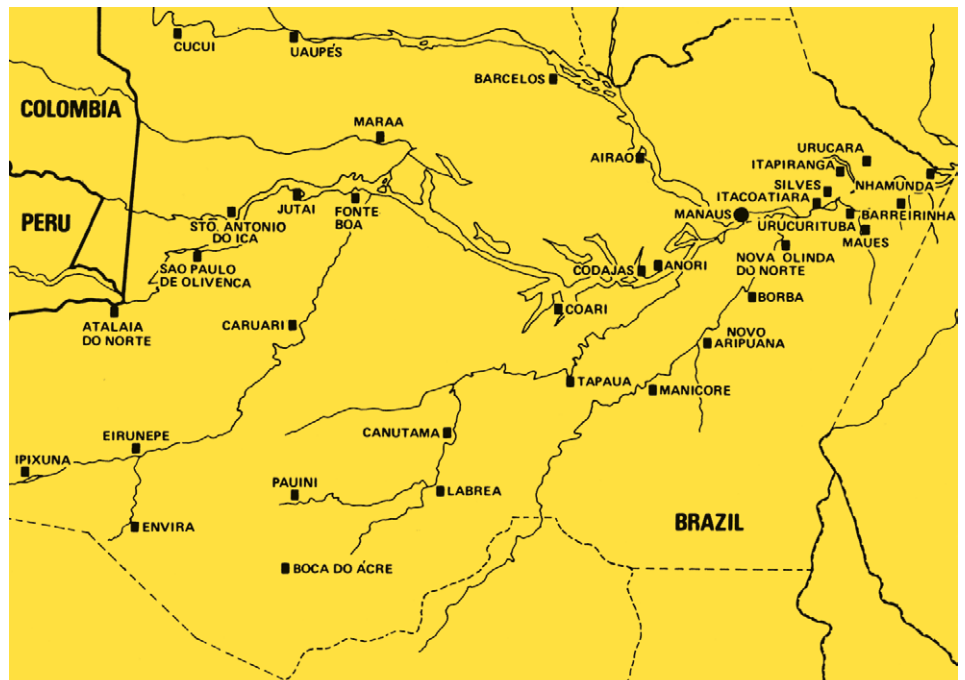 CUCUI
UAUPÉS
BARCELOS
COLOMBIA
MARAA
URUCARA
AIRAO
ITAPIRANGA
SILVES
NHAMUNDA
ITACOATIARA
JUTAI
FONTE
BOA
STO. ANTONIO
DO ICA
PERU
MANAUS
URUCURITUBA
BARREIRINHA
MAUES
SAO PAULO
DE OLIVENCA
NOVA OLINDA
DO NORTE
CODAJAS
ANORI
BORBA
COARI
ATALAIA
DO NORTE
CARUARI
NOVO
ARIPUANA
TAPAUA
MANICORE
EIRUNEPE
CANUTAMA
IPIXUNA
PAUINI
LABREA
ENVIRA
BRAZIL
BOCA DO ACRE